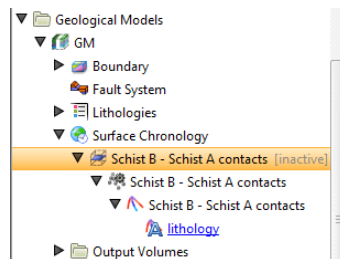 Geological Models
GM
Boundary
Fault System
Lithologies
Surface Chronology
Schist B - Schist A contacts [inactive]
Schist B - Schist A contacts
Schist B - Schist A contacts
lithology
Output Volumes